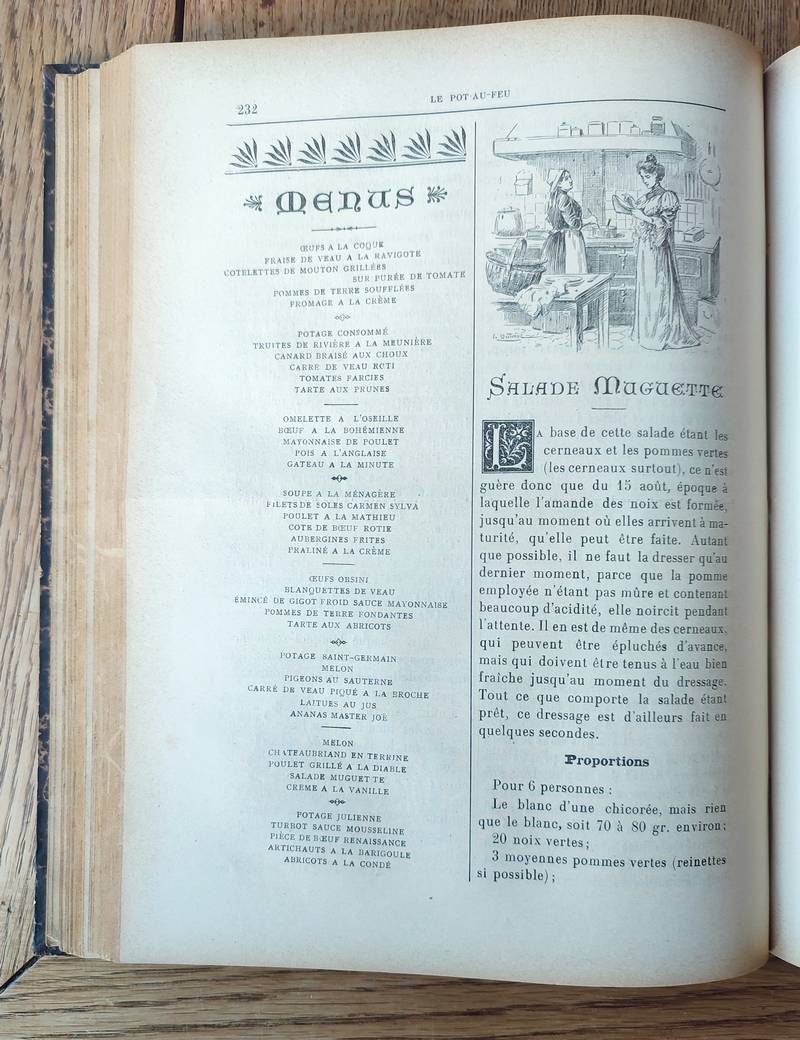 232
LE POT-AU-FEU
MENUS
ŒUFS A LA COQUE
FRAISE DE VEAU A LA RAVIGOTE
COTELETTES DE MOUTON GRILLÉES
SUR PURÉE DE TOMATE
POMMES DE TERRE SOUFFLÉES
FROMAGE A LA CRÈME
POTAGE CONSOMMÉ
TRUITES DE RIVIÈRE A LA MEUNIÈRE
CANARD BRAISÉ AUX CHOUX
CARRÉ DE VEAU ROTI
TOMATES FARCIES
TARTE AUX PRUNES
OMELETTE A L'OSEILLE
BŒUF A LA BOHÉMIENNE
MAYONNAISE DE POULET
POIS A L'ANGLAISE
GATEAU A LA MINUTE
SOUPE A LA MÉNAGÈRE
FILETS DE SOLES CARMEN SYLVA
POULET A LA MATHIEU
COTE DE BŒUF ROTIE
AUBERGINES FRITES
PRALINÉ A LA CRÈME
ŒUFS ORSINI
BLANQUETTES DE VEAU
ÉMINCÉ DE GIGOT FROID SAUCE MAYONNAISE
POMMES DE TERRE FONDANTES
TARTE AUX ABRICOTS
POTAGE SAINT-GERMAIN
MELON
PIGEONS AU SAUTERNE
CARRÉ DE VEAU PIQUÉ A LA BROCHE
LAITUES AU JUS
ANANAS MASTER JOË
MELON
CHATEAUBRIAND EN TERRINE
POULET GRILLÉ A LA DIABLE
SALADE MUGUETTE
CRÈME A LA VANILLE
POTAGE JULIENNE
TURBOT SAUCE MOUSSELINE
PIÈCE DE BŒUF RENAISSANCE
ARTICHAUTS A LA BARIGOULE
ABRICOTS A LA CONDÉ
SALADE MUGUETTE
LA base de cette salade étant les
cerneaux et les pommes vertes
(les cerneaux surtout), ce n'est
guère donc que du 15 août, époque à
laquelle l'amande des noix est formée,
jusqu'au moment où elles arrivent à ma-
turité, qu'elle peut être faite. Autant
que possible, il ne faut la dresser qu'au
dernier moment, parce que la pomme
employée n'étant pas mûre et contenant
beaucoup d'acidité, elle noircit pendant
l'attente. Il en est de même des cerneaux,
qui peuvent être épluchés d'avance,
mais qui doivent être tenus à l'eau bien
fraîche jusqu'au moment du dressage.
Tout ce que comporte la salade étant
prêt, ce dressage est d'ailleurs fait en
quelques secondes.
Proportions
Pour 6 personnes :
Le blanc d'une chicorée, mais rien
que le blanc, soit 70 à 80 gr. environ;
20 noix vertes;
3 moyennes pommes vertes (reinettes
si possible);